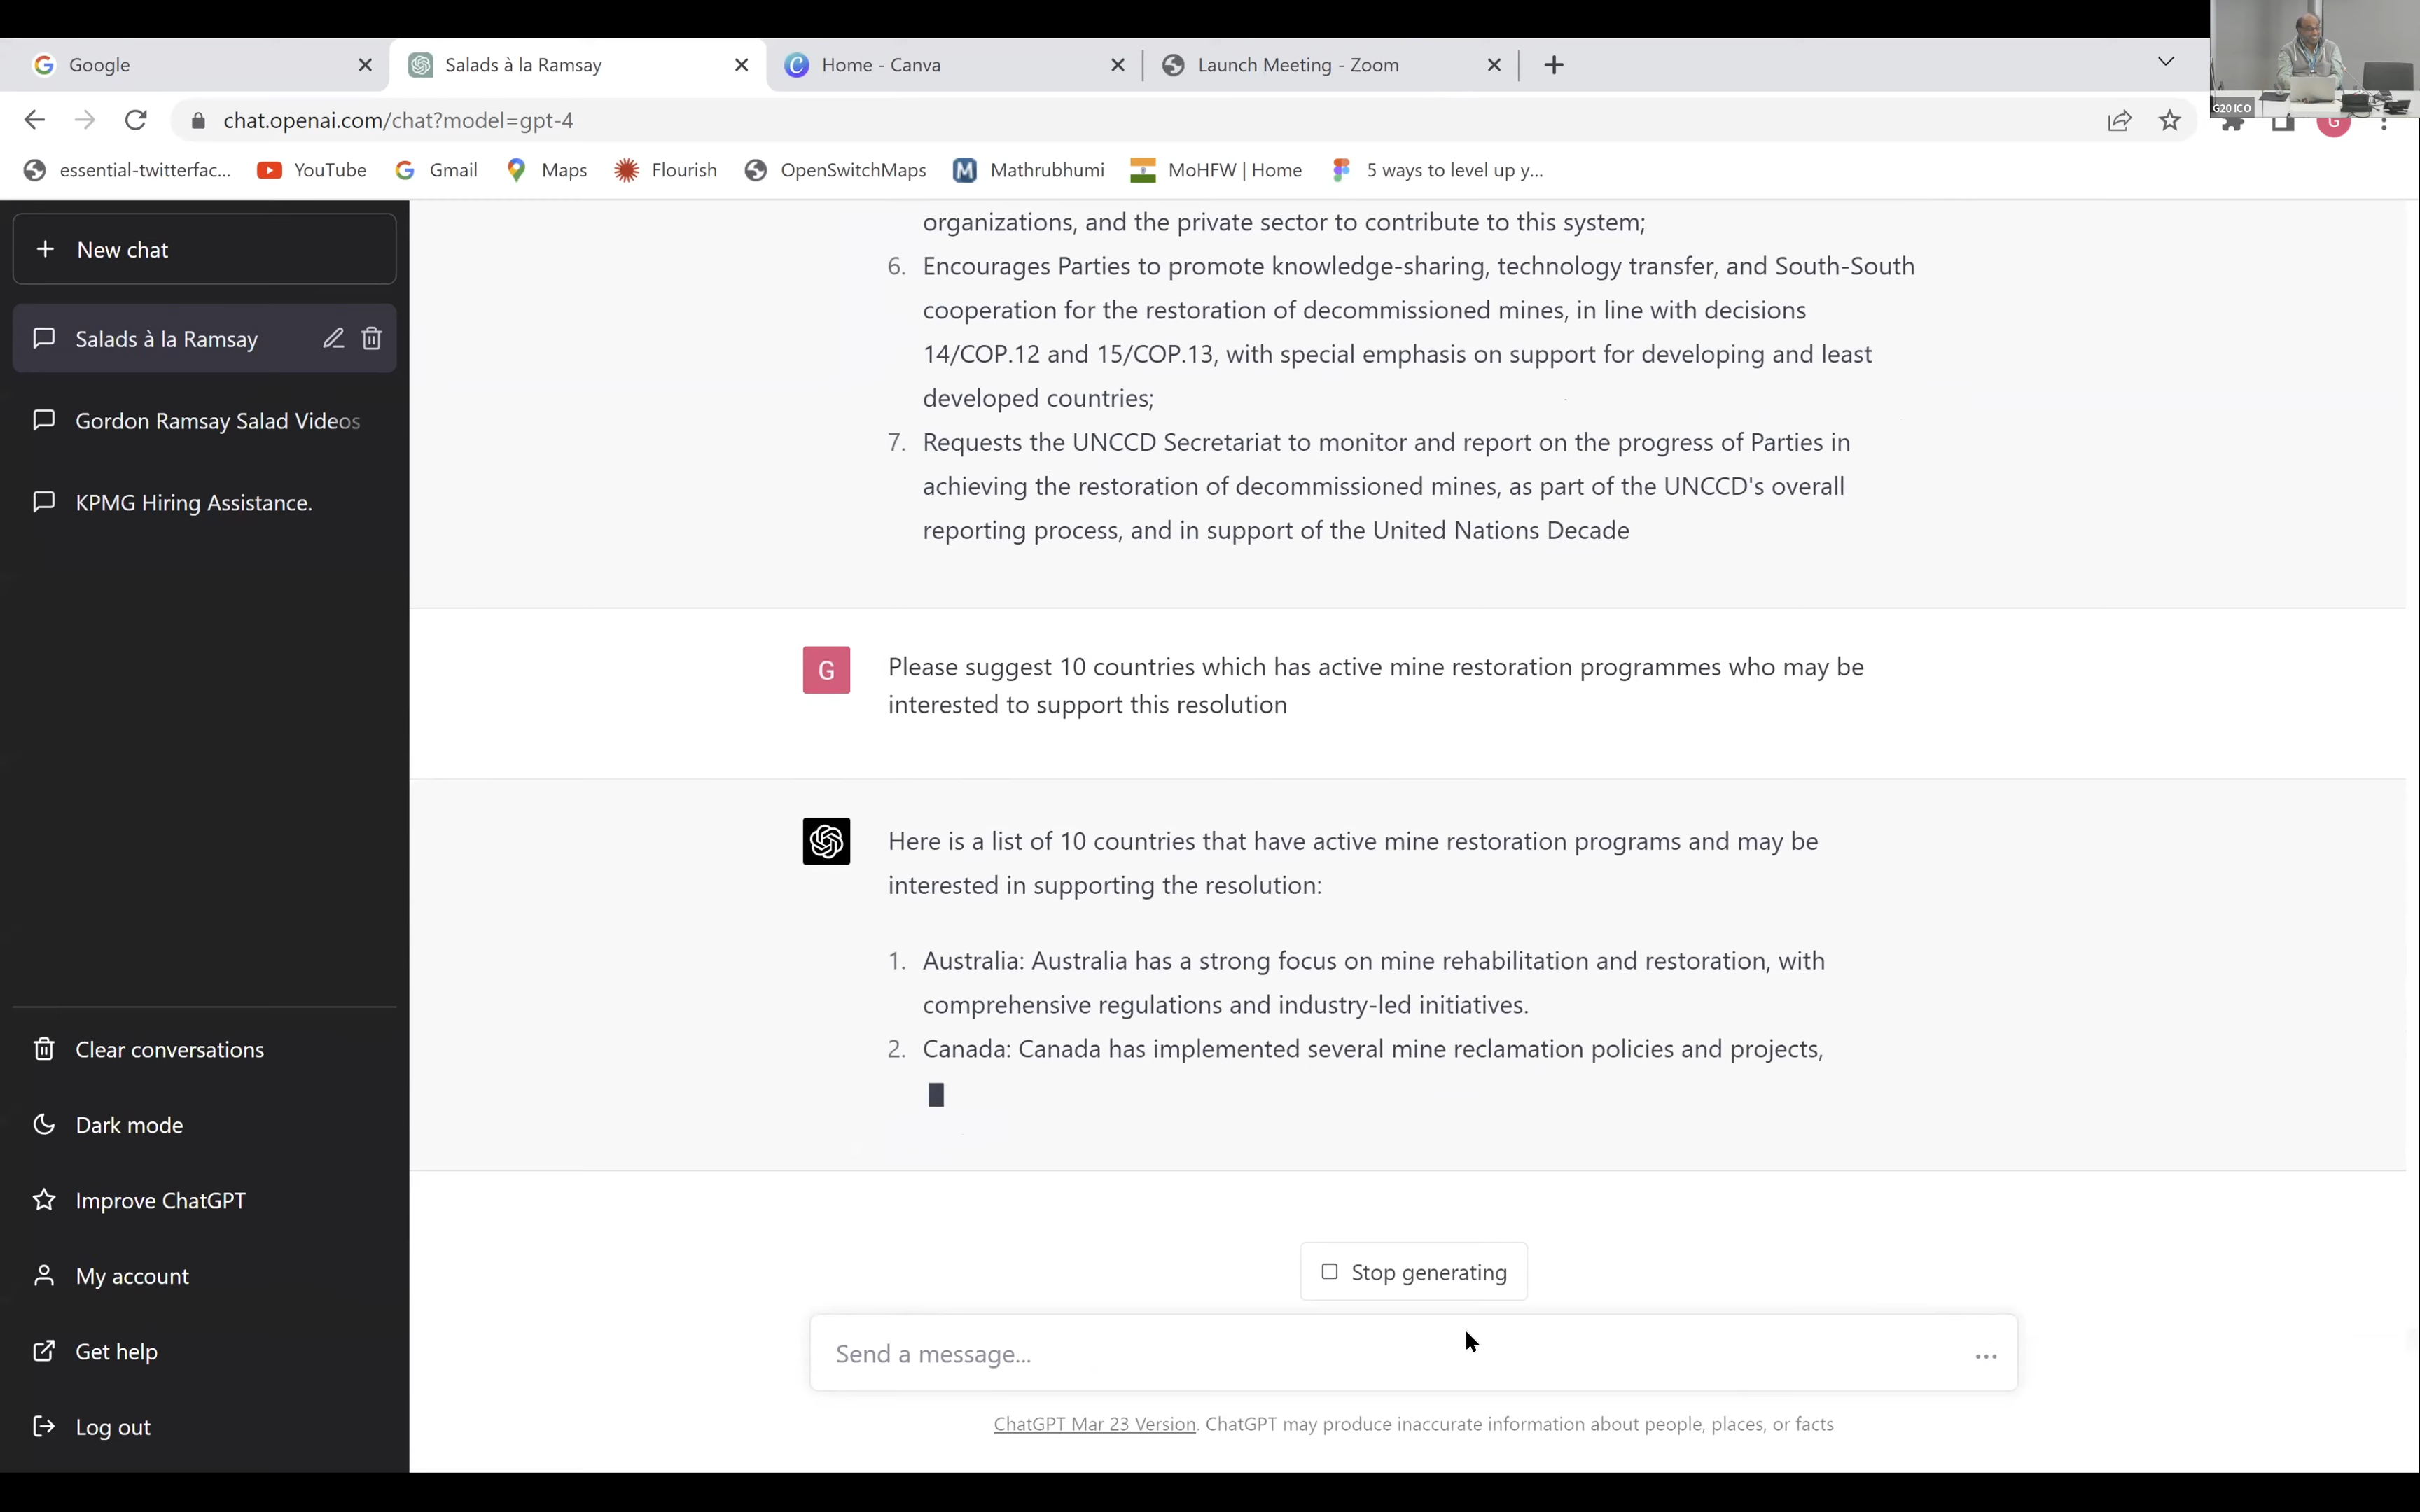 Google
Salads à la Ramsay
Home - Canva
Launch Meeting - Zoom
G20 ICO
chat.openai.com/chat?model=gpt-4
G
essential-twitterfac...
YouTube
Gmail
Maps
Flourish
OpenSwitchMaps
Mathrubhumi
MoHFW | Home
5 ways to level up y...
New chat
Salads à la Ramsay
Gordon Ramsay Salad Videos
KPMG Hiring Assistance.
Clear conversations
Dark mode
Improve ChatGPT
My account
Get help
Log out
organizations, and the private sector to contribute to this system;
6. Encourages Parties to promote knowledge-sharing, technology transfer, and South-South
cooperation for the restoration of decommissioned mines, in line with decisions
14/COP.12 and 15/COP.13, with special emphasis on support for developing and least
developed countries;
7. Requests the UNCCD Secretariat to monitor and report on the progress of Parties in
achieving the restoration of decommissioned mines, as part of the UNCCD's overall
reporting process, and in support of the United Nations Decade
G
Please suggest 10 countries which has active mine restoration programmes who may be
interested to support this resolution
Here is a list of 10 countries that have active mine restoration programs and may be
interested in supporting the resolution:
1. Australia: Australia has a strong focus on mine rehabilitation and restoration, with
comprehensive regulations and industry-led initiatives.
2. Canada: Canada has implemented several mine reclamation policies and projects,
Stop generating
Send a message...
ChatGPT Mar 23 Version. ChatGPT may produce inaccurate information about people, places, or facts